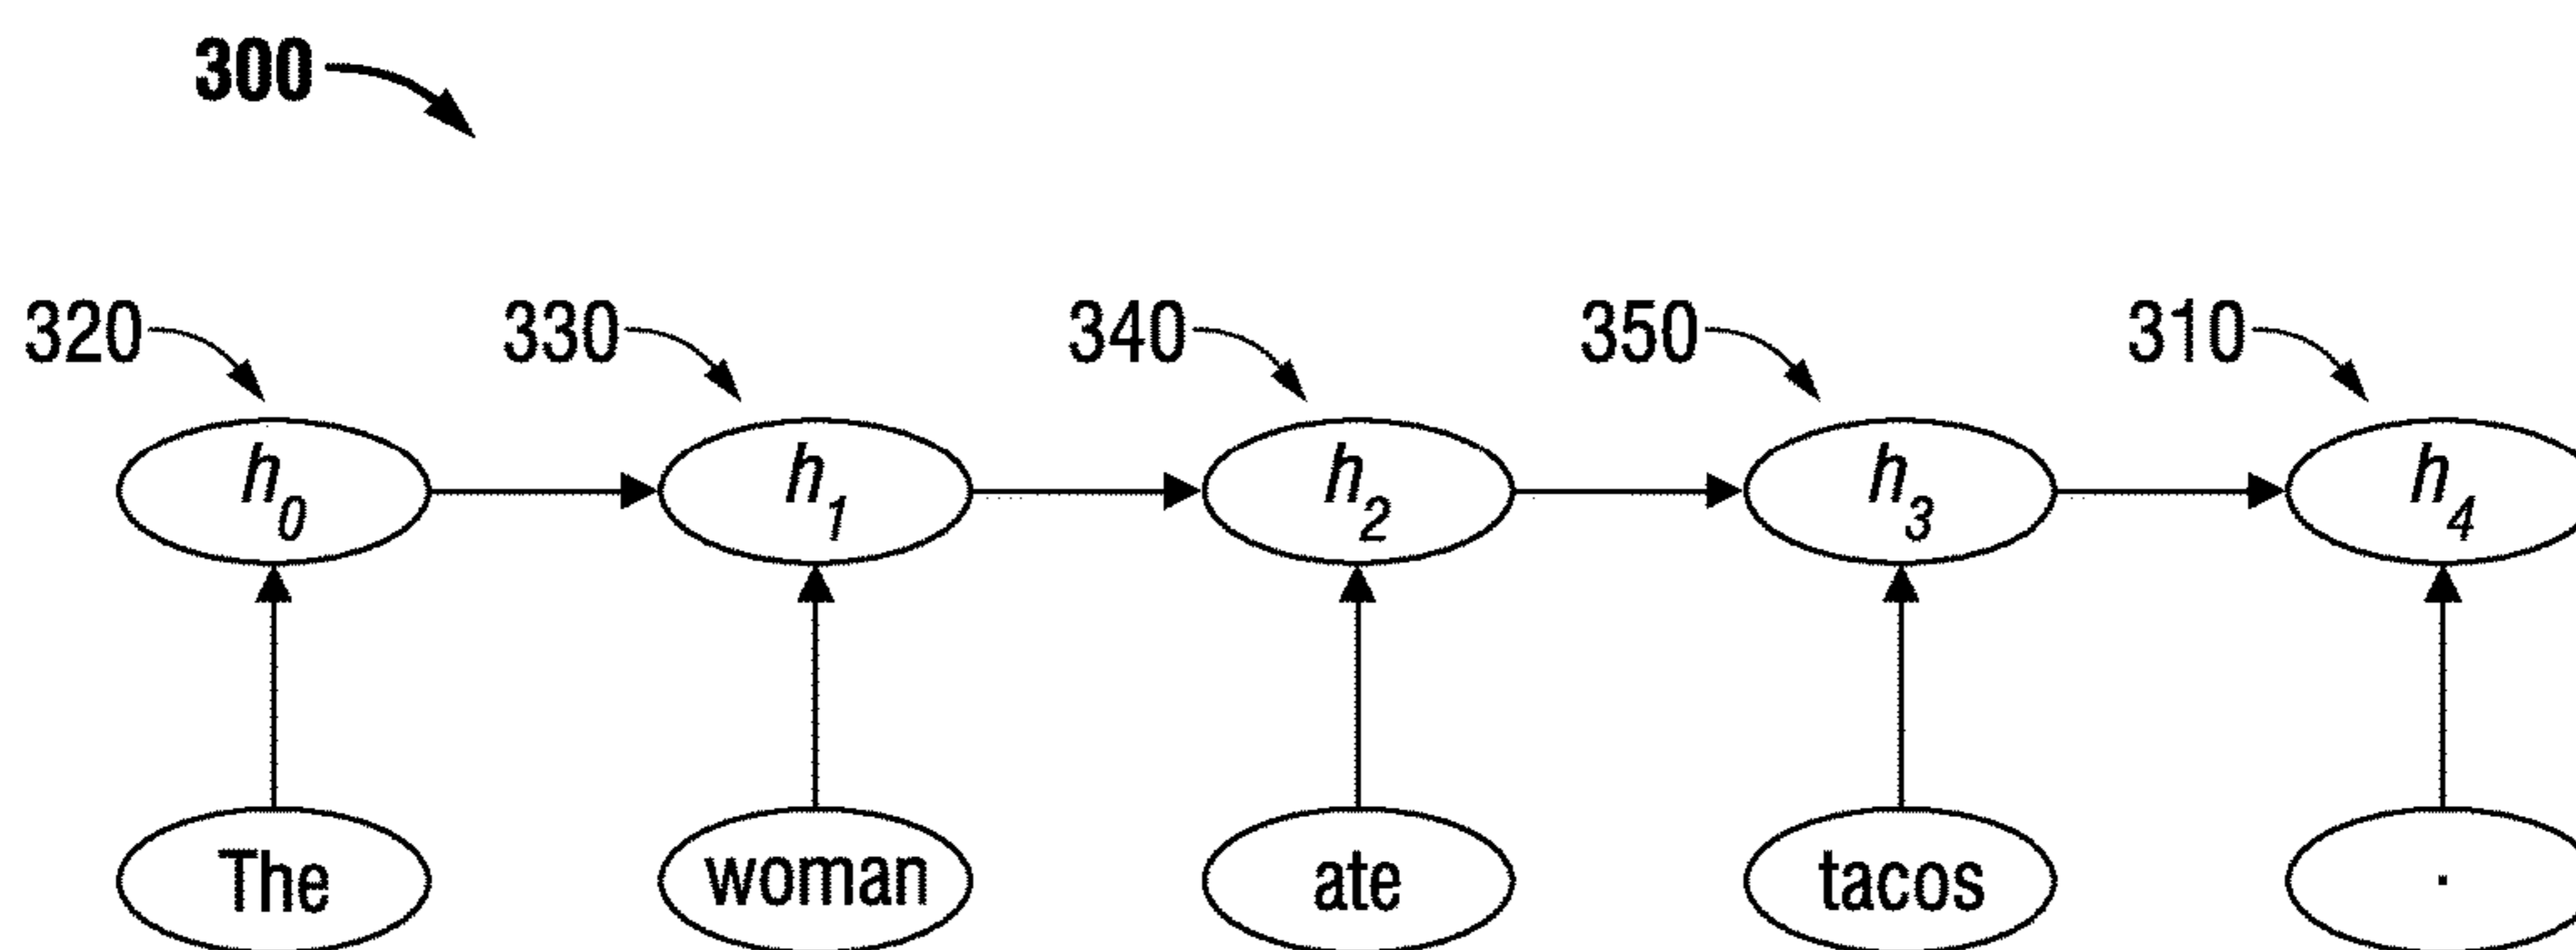 300
320 330 340 350 310
h0 h1 h2 h3 h4
The woman ate tacos .